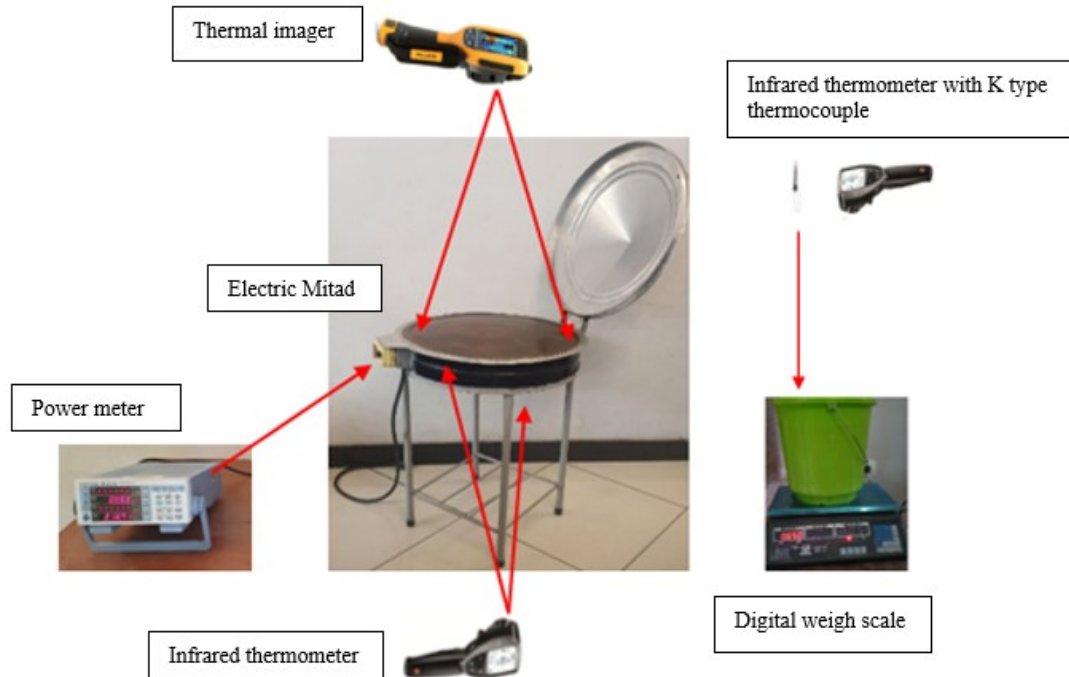 Thermal imager
Infrared thermometer with K type
thermocouple
Electric Mitad
Power meter
Digital weigh scale
Infrared thermometer